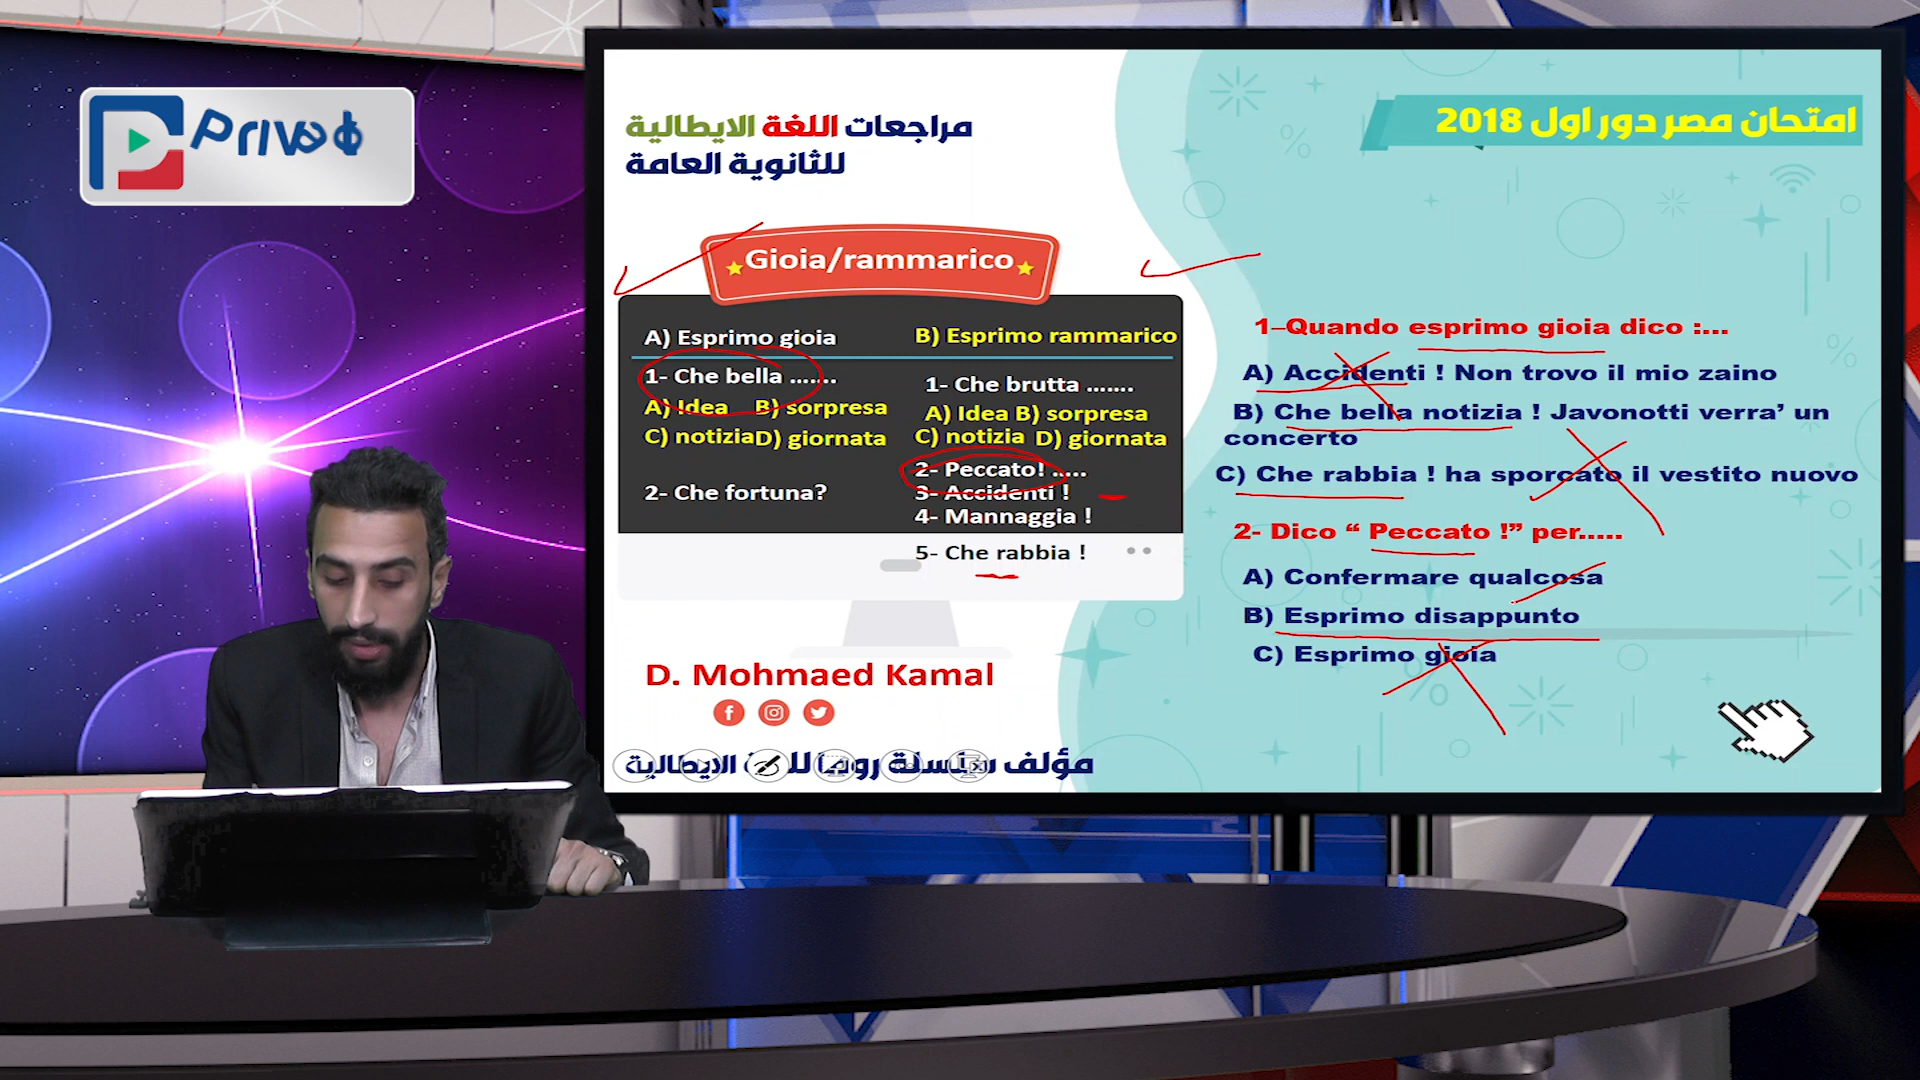 Privat
مراجعات اللغة الايطالية
للثانوية العامة
امتحان مصر دور اول 2018
Gioia/rammarico
A) Esprimo gioia
1- Che bella .......
A) Idea B) sorpresa
C) notizia D) giornata
2- Che fortuna?
B) Esprimo rammarico
1- Che brutta .......
A) Idea B) sorpresa
C) notizia D) giornata
2- Peccato! .....
3- Accidenti !
4- Mannaggia !
5- Che rabbia !
D. Mohmaed Kamal
مؤلف سلسلة روما للغة الايطالية
1–Quando esprimo gioia dico :...
A) Accidenti ! Non trovo il mio zaino
B) Che bella notizia ! Javonotti verra’ un
concerto
C) Che rabbia ! ha sporcato il vestito nuovo
2- Dico “ Peccato !” per.....
A) Confermare qualcosa
B) Esprimo disappunto
C) Esprimo gioia